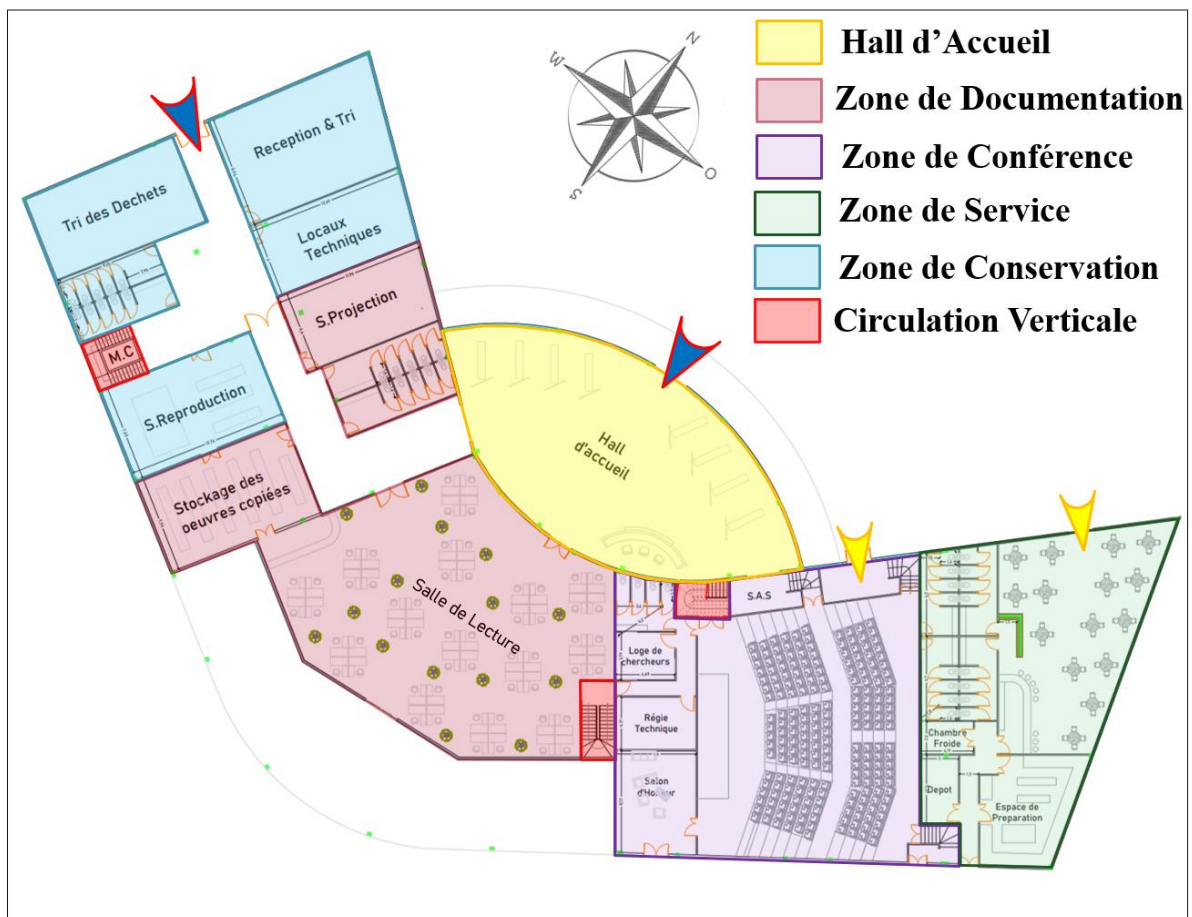 Hall d'Accueil
Zone de Documentation
Zone de Conférence
Zone de Service
Zone de Conservation
Circulation Verticale
N
W
O
S
Reception & Tri
Tri des Dechets
Locaux
Techniques
S.Projection
M.C
S.Reproduction
Stockage des
oeuvres copiées
Hall
d'accueil
Salle de Lecture
S.A.S
Loge de
chercheurs
Régie
Technique
Salon
d'Honeur
Chambre
Froide
Depot
Espace de
Preparation